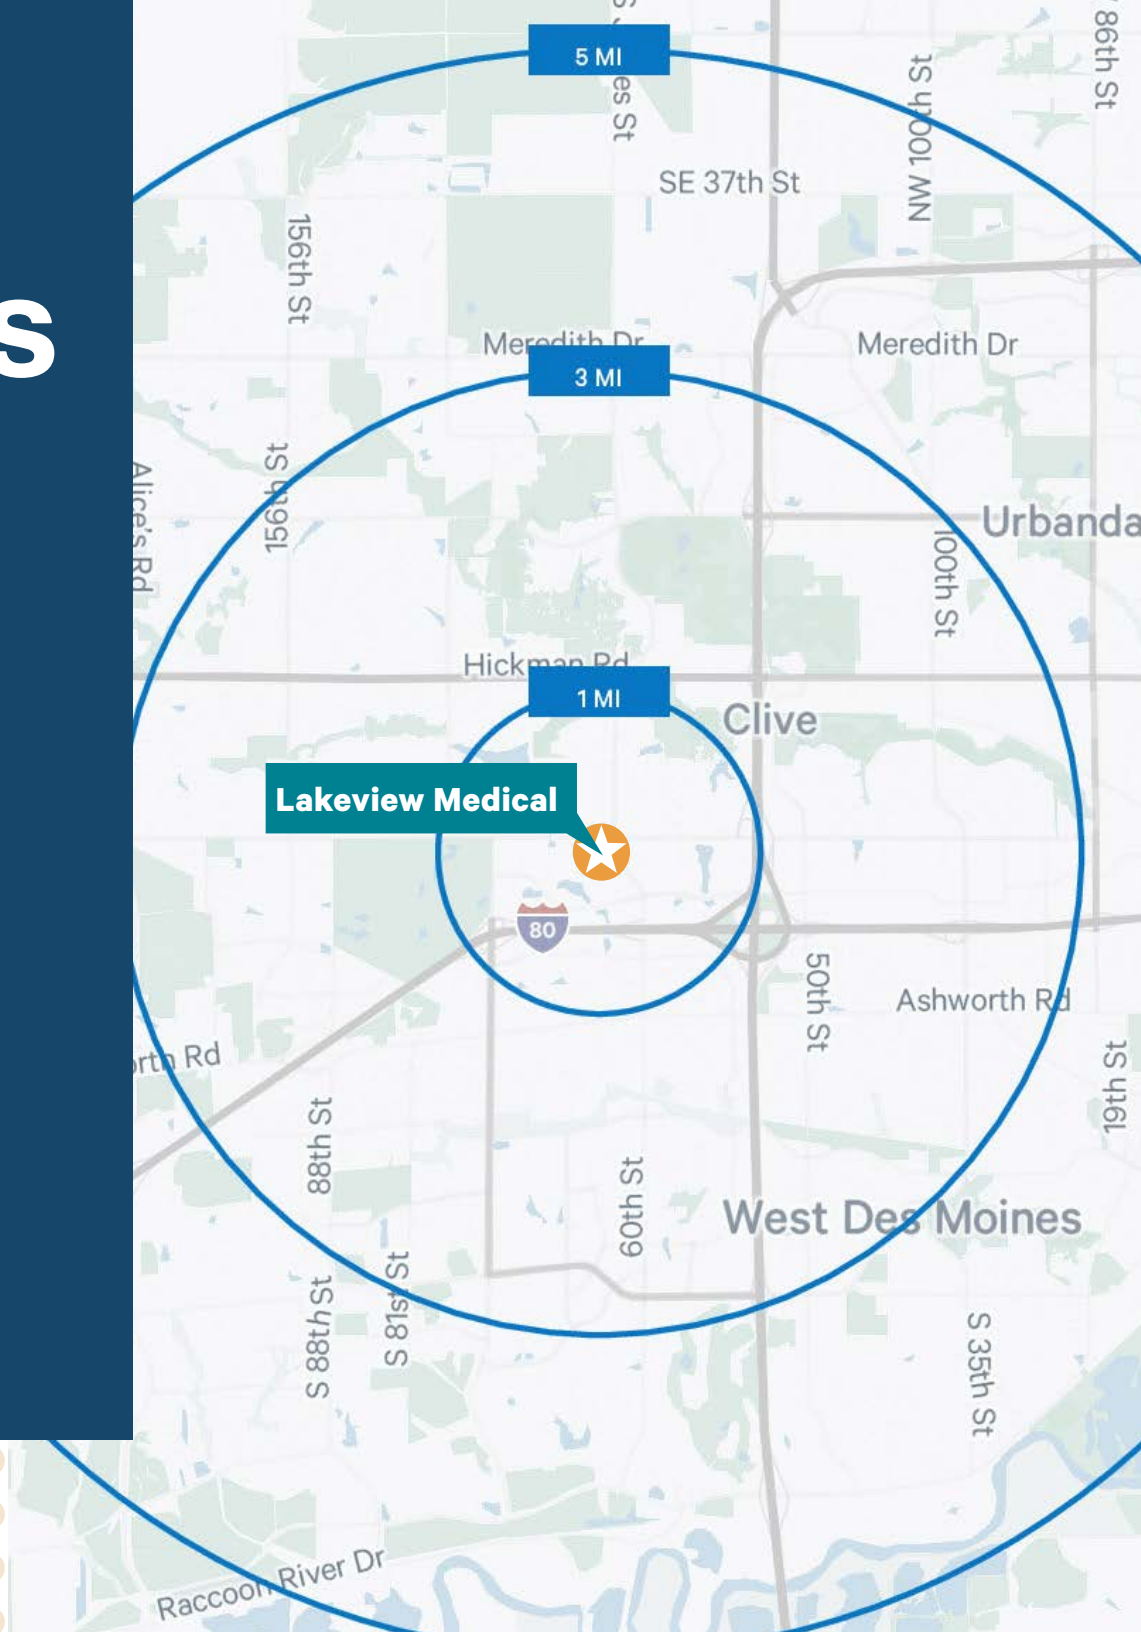 5 MI
86th St
NW 100th St
SE 37th St
156th St
S
Meredith Dr
Meredith Dr
3 MI
Alice's Rd
156th St
100th St
Hickman Rd
1 MI
Clive
Lakeview Medical
80
50th St
Ashworth Rd
Rd
19th St
88th St
60th St
West Des Moines
S 88th St
S 81st St
S 35th St
Raccoon River Dr